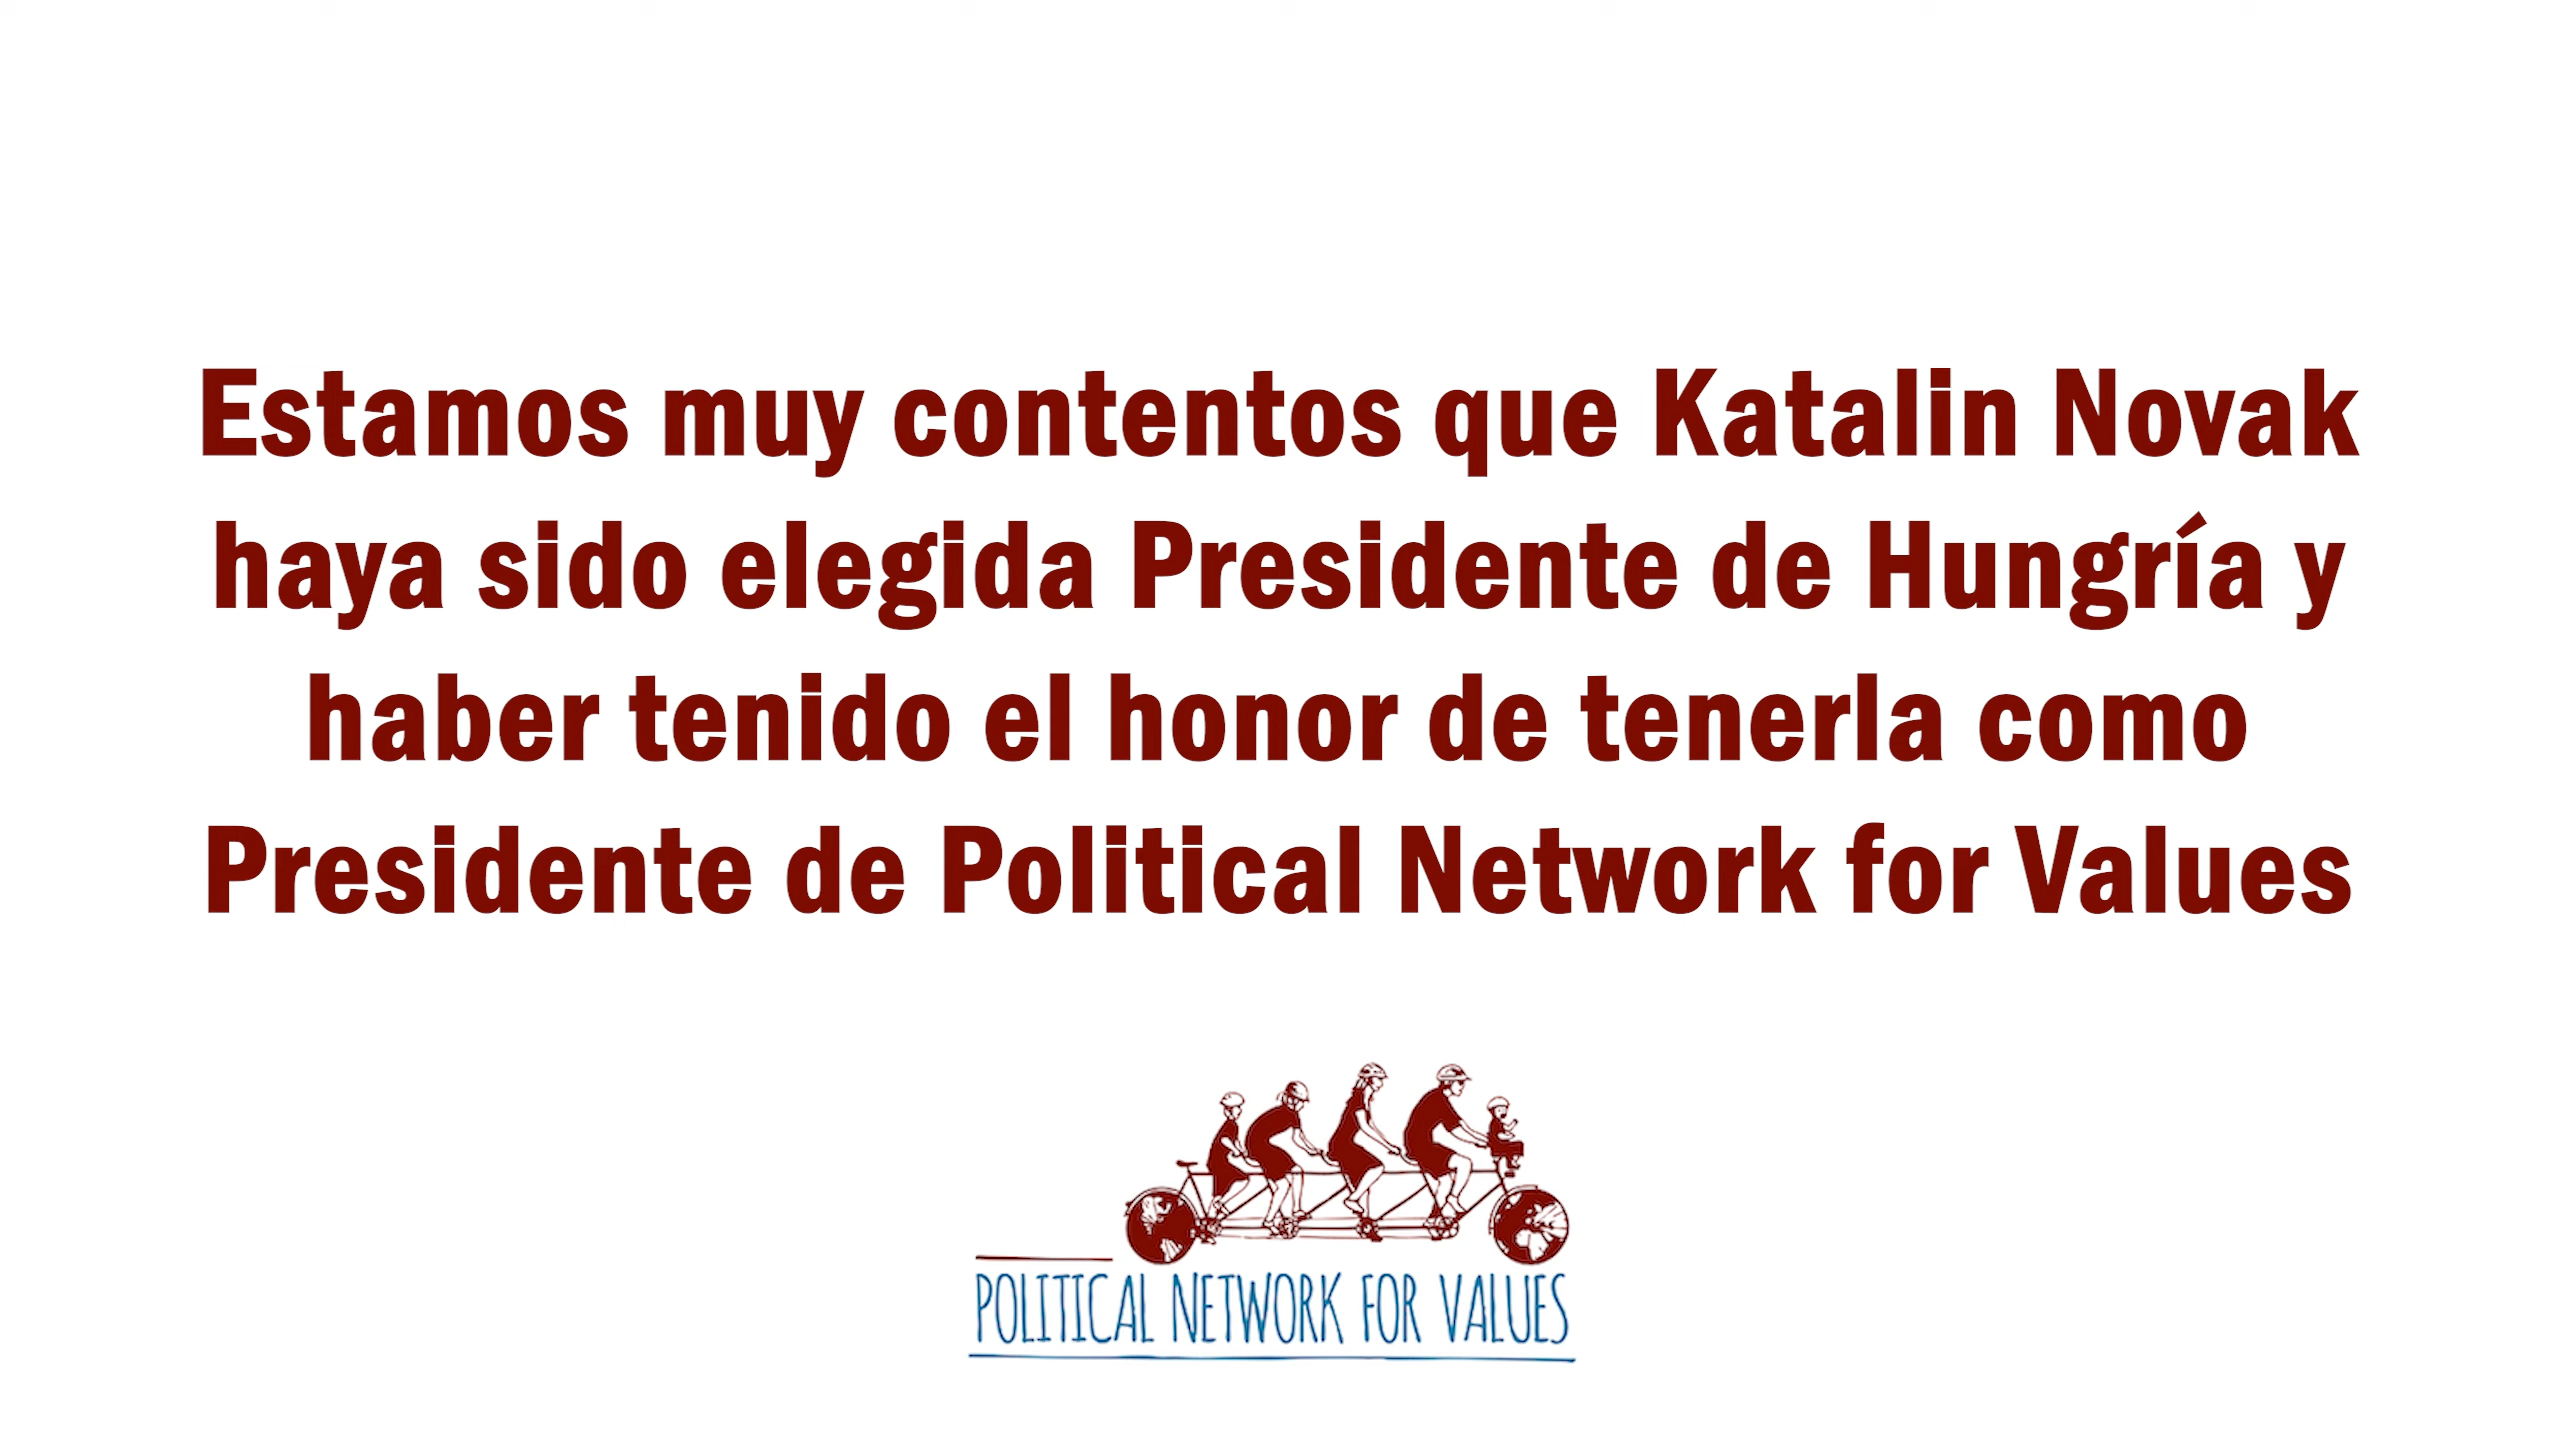 Estamos muy contentos que Katalin Novak
haya sido elegida Presidente de Hungría y
haber tenido el honor de tenerla como
Presidente de Political Network for Values
POLITICAL NETWORK FOR VALUES